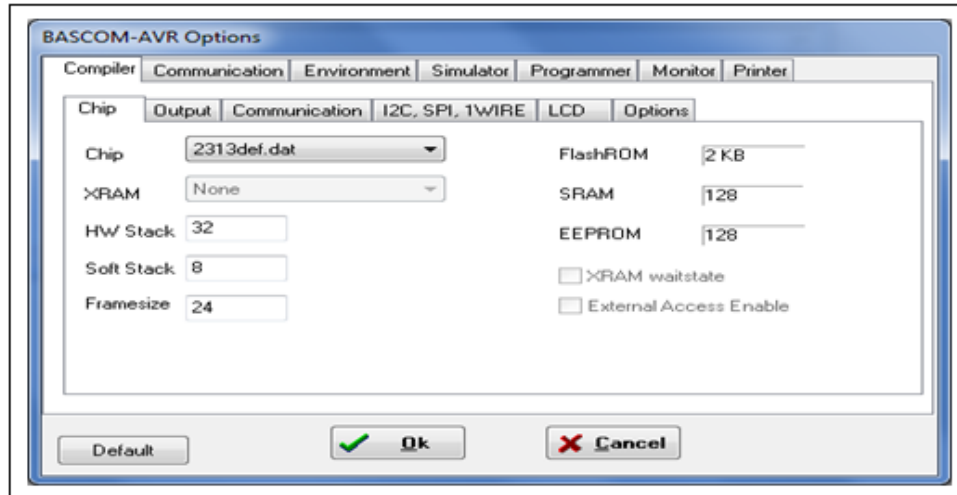 BASCOM-AVR Options
Compiler Communication Environment Simulator Programmer Monitor Printer
Chip Output Communication I2C, SPI, 1WIRE LCD Options
Chip 2313def.dat FlashROM 2 KB
XRAM None SRAM 128
HW Stack 32 EEPROM 128
Soft Stack 8 XRAM waitstate
Framesize 24 External Access Enable
Default Ok Cancel